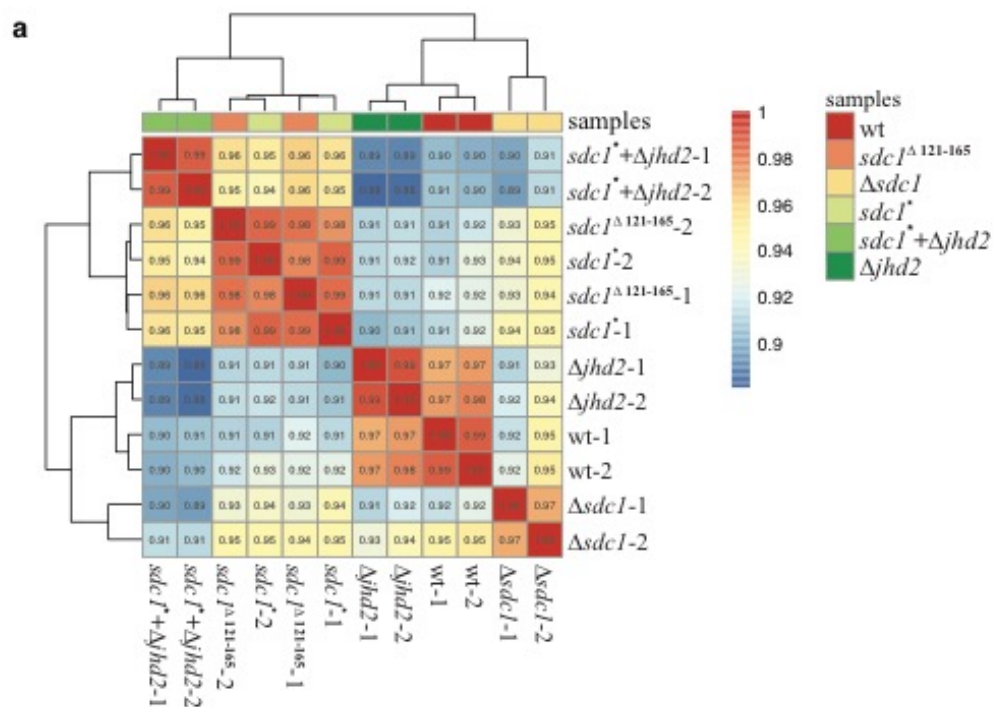 a
samples
sdc1*+Δjhd2-1
sdc1*+Δjhd2-2
sdc1Δ 121-165-2
sdc1*-2
sdc1Δ 121-165-1
sdc1*-1
Δjhd2-1
Δjhd2-2
wt-1
wt-2
Δsdc1-1
Δsdc1-2
0.99 0.96 0.95 0.96 0.96 0.89 0.89 0.90 0.90 0.90 0.91
0.99 0.95 0.94 0.96 0.95 0.91 0.90 0.89 0.91
0.96 0.95 0.99 0.98 0.98 0.91 0.91 0.91 0.92 0.93 0.95
0.95 0.94 0.99 0.98 0.99 0.91 0.92 0.91 0.93 0.94 0.95
0.96 0.96 0.98 0.98 0.99 0.91 0.91 0.92 0.92 0.93 0.94
0.96 0.95 0.98 0.99 0.99 0.90 0.91 0.91 0.92 0.94 0.95
0.89 0.91 0.91 0.91 0.90 0.99 0.97 0.97 0.91 0.93
0.89 0.91 0.92 0.91 0.91 0.99 0.97 0.98 0.92 0.94
0.90 0.91 0.91 0.91 0.92 0.91 0.97 0.97 0.99 0.92 0.95
0.90 0.90 0.92 0.93 0.92 0.92 0.97 0.98 0.99 0.92 0.95
0.90 0.89 0.93 0.94 0.93 0.94 0.91 0.92 0.92 0.92 0.97
0.91 0.91 0.95 0.95 0.94 0.95 0.93 0.94 0.95 0.95 0.97
sdc1*+Δjhd2-1
sdc1*+Δjhd2-2
sdc1Δ 121-165-2
sdc1*-2
sdc1Δ 121-165-1
sdc1*-1
Δjhd2-1
Δjhd2-2
wt-1
wt-2
Δsdc1-1
Δsdc1-2
1
0.98
0.96
0.94
0.92
0.9
samples
wt
sdc1Δ 121-165
Δsdc1
sdc1*
sdc1*+Δjhd2
Δjhd2